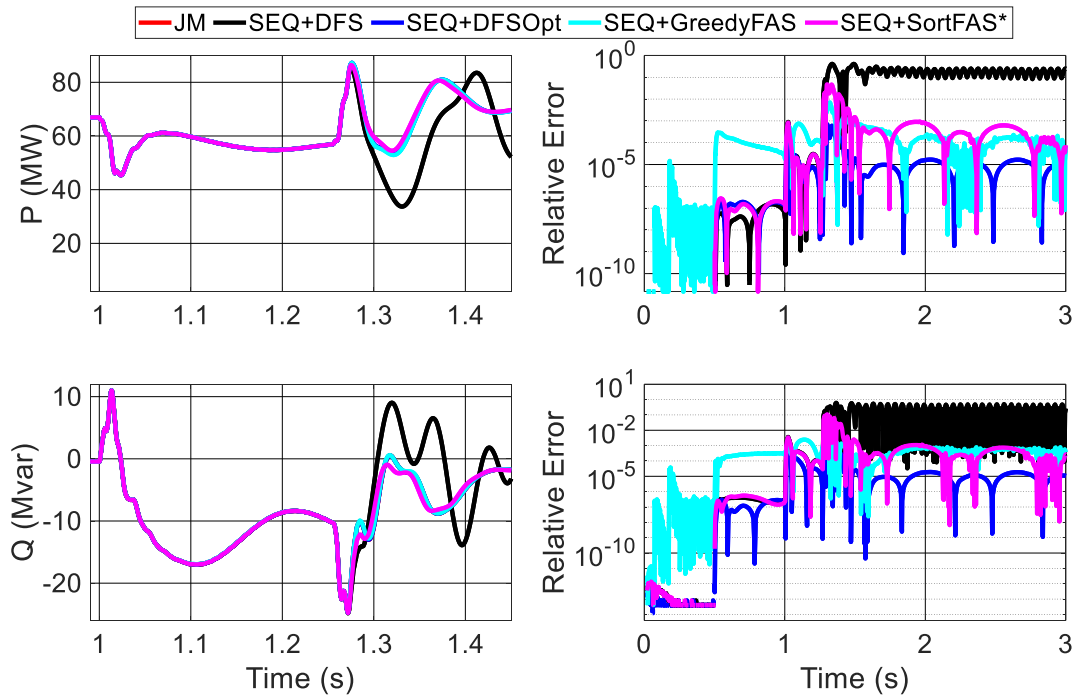 JM SEQ+DFS SEQ+DFSOpt SEQ+GreedyFAS SEQ+SortFAS*
P (MW)
80
60
40
20
1 1.1 1.2 1.3 1.4
Relative Error
10^0
10^-5
10^-10
0 1 2 3
Q (Mvar)
10
0
-10
-20
1 1.1 1.2 1.3 1.4
Time (s)
Relative Error
10^1
10^-2
10^-5
10^-10
0 1 2 3
Time (s)